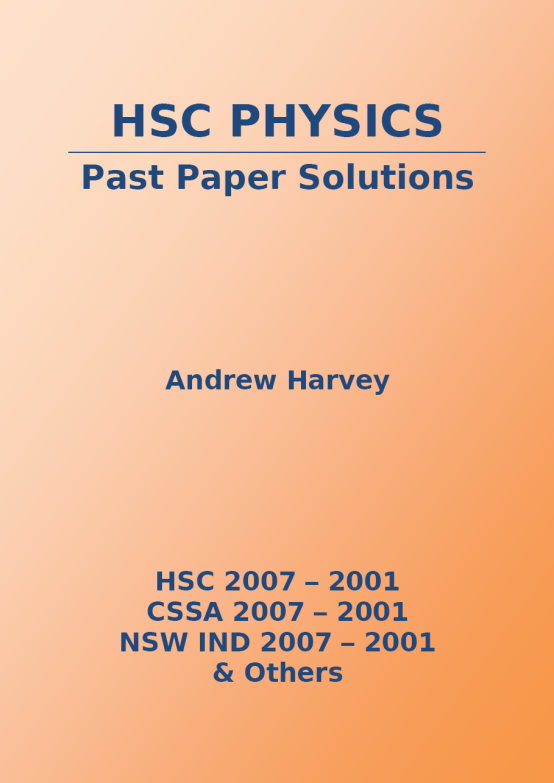 HSC PHYSICS
Past Paper Solutions
Andrew Harvey
HSC 2007 – 2001
CSSA 2007 – 2001
NSW IND 2007 – 2001
& Others